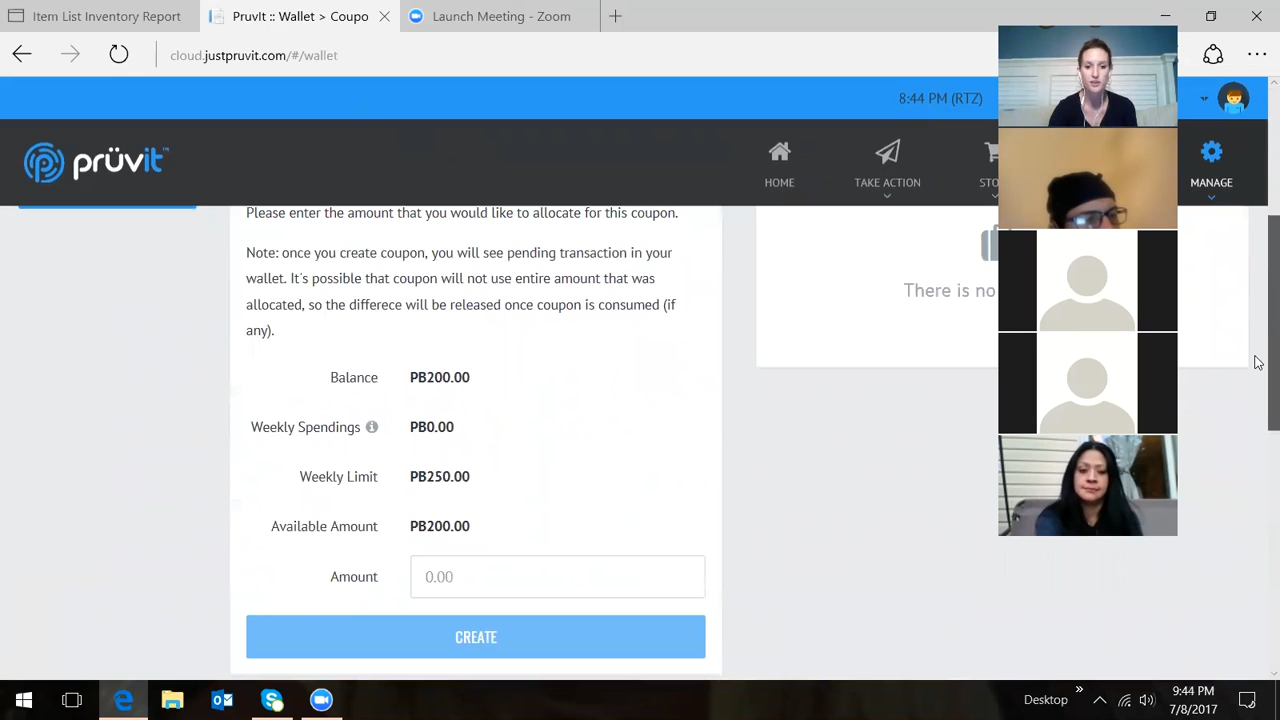 Item List Inventory Report
Pruvlt :: Wallet > Coupo
Launch Meeting - Zoom
cloud.justpruvit.com/#/wallet
8:44 PM (RTZ)
prüvit™
HOME
TAKE ACTION
STO
MANAGE
Please enter the amount that you would like to allocate for this coupon.
Note: once you create coupon, you will see pending transaction in your
wallet. It's possible that coupon will not use entire amount that was
allocated, so the differece will be released once coupon is consumed (if
any).
There is no
Balance PB200.00
Weekly Spendings PB0.00
Weekly Limit PB250.00
Available Amount PB200.00
Amount 0.00
CREATE
Desktop
9:44 PM
7/8/2017